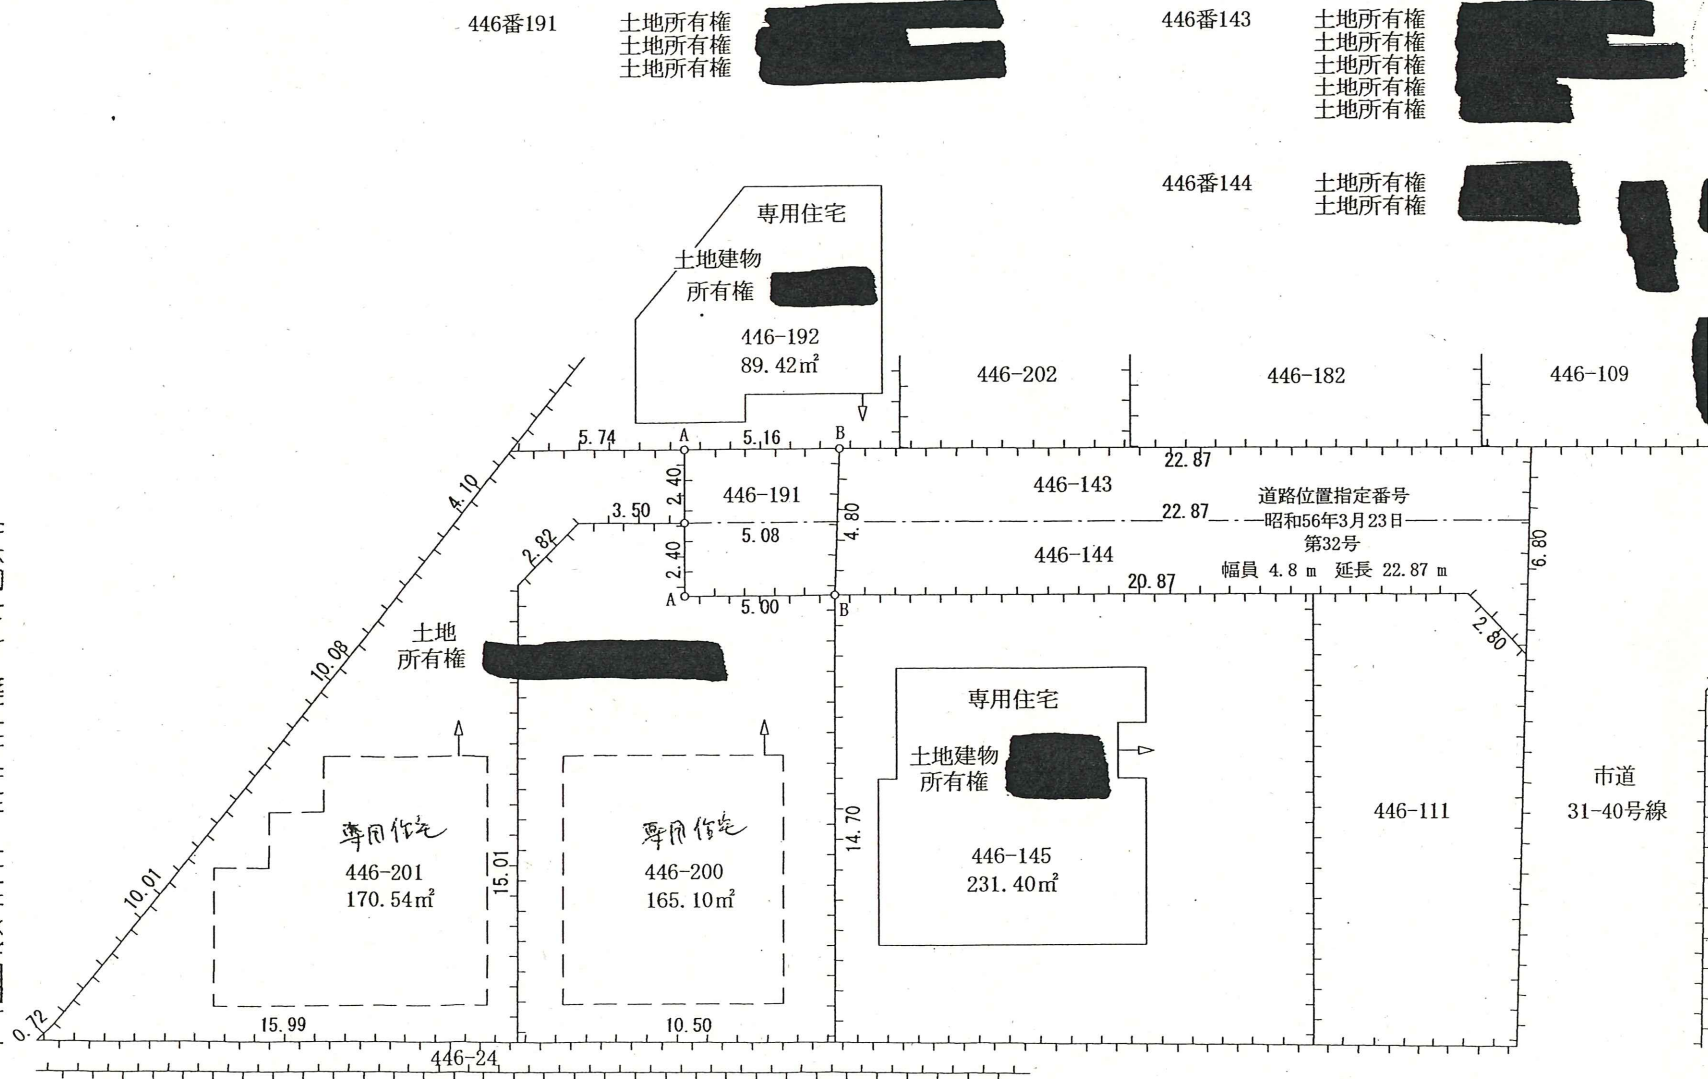 446番191 土地所有権
土地所有権
土地所有権
446番143 土地所有権
土地所有権
土地所有権
土地所有権
土地所有権
446番144 土地所有権
土地所有権
専用住宅
土地建物
所有権
446-192
89.42㎡
446-202
446-182
446-109
5.74
A
5.16
B
22.87
4.10
2.40
446-191
446-143
道路位置指定番号
3.50
4.80
22.87
昭和56年3月23日
2.82
5.08
第32号
6.80
2.40
446-144
幅員 4.8 m 延長 22.87 m
20.87
A
5.00
B
2.80
土地
所有権
10.08
専用住宅
土地建物
所有権
446-145
231.40㎡
14.70
446-111
市道
31-40号線
専用住宅
446-201
170.54㎡
15.01
専用住宅
446-200
165.10㎡
10.01
0.72
15.99
10.50
446-24